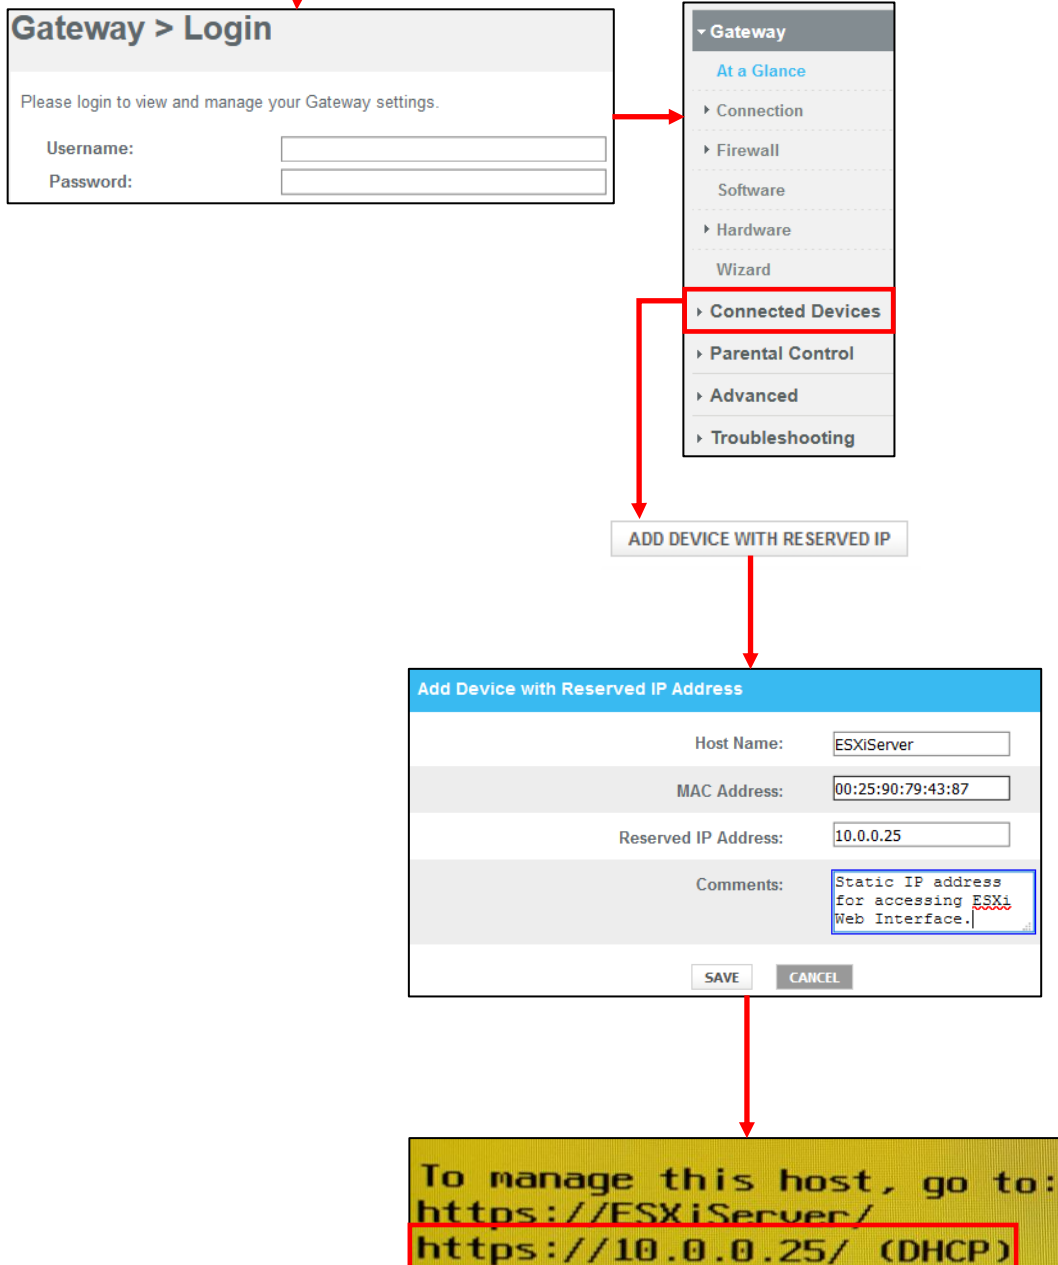 Gateway > Login
Please login to view and manage your Gateway settings.
Username:
Password:
Gateway
At a Glance
Connection
Firewall
Software
Hardware
Wizard
Connected Devices
Parental Control
Advanced
Troubleshooting
ADD DEVICE WITH RESERVED IP
Add Device with Reserved IP Address
Host Name: ESXiServer
MAC Address: 00:25:90:79:43:87
Reserved IP Address: 10.0.0.25
Comments: Static IP address
for accessing ESXi
Web Interface.
SAVE CANCEL
To manage this host, go to:
https://ESXiServer/
https://10.0.0.25/ (DHCP)